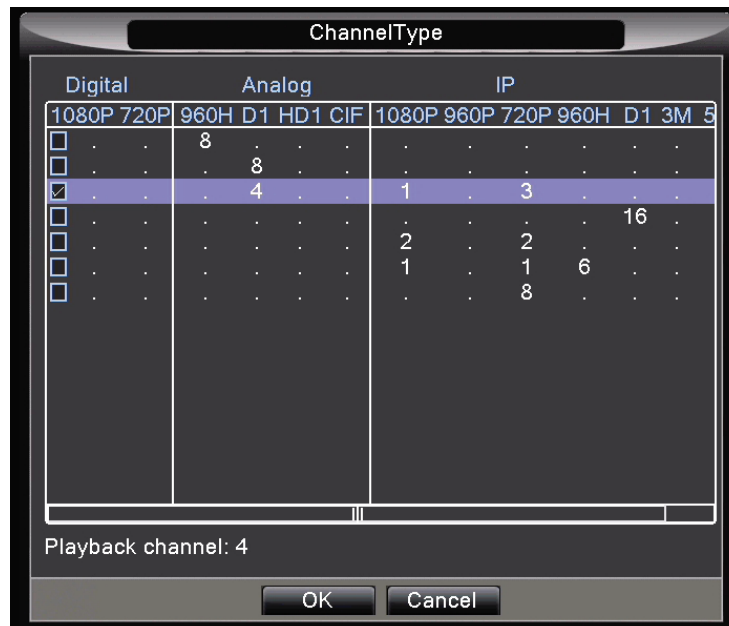 ChannelType
Digital Analog IP
1080P 720P 960H D1 HD1 CIF 1080P 960P 720P 960H D1 3M 5
. . 8 . . . . . . . . .
. . . 8 . . . . . . . .
. . . 4 . . 1 . 3 . . .
. . . . . . . . . . 16 .
. . . . . . 2 . 2 . . .
. . . . . . 1 . 1 6 . .
. . . . . . . . 8 . . .
Playback channel: 4
OK Cancel